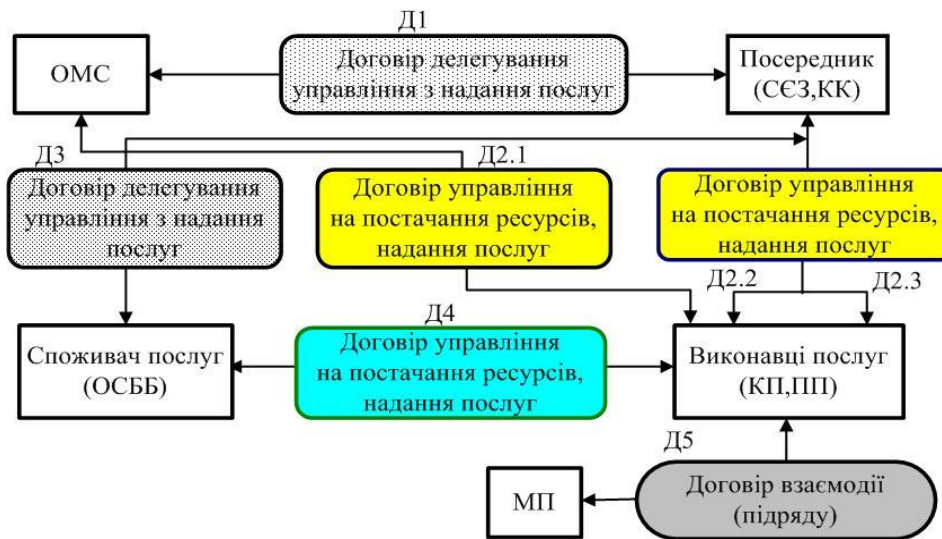 Д1
ОМС
Договір делегування
управління з надання послуг
Посередник
(СЄЗ,КК)
Д3
Договір делегування
управління з надання
послуг
Д2.1
Договір управління
на постачання ресурсів,
надання послуг
Договір управління
на постачання ресурсів,
надання послуг
Д2.2
Д2.3
Д4
Споживач послуг
(ОСББ)
Договір управління
на постачання ресурсів,
надання послуг
Виконавці послуг
(КП,ПП)
Д5
МП
Договір взаємодії
(підряду)